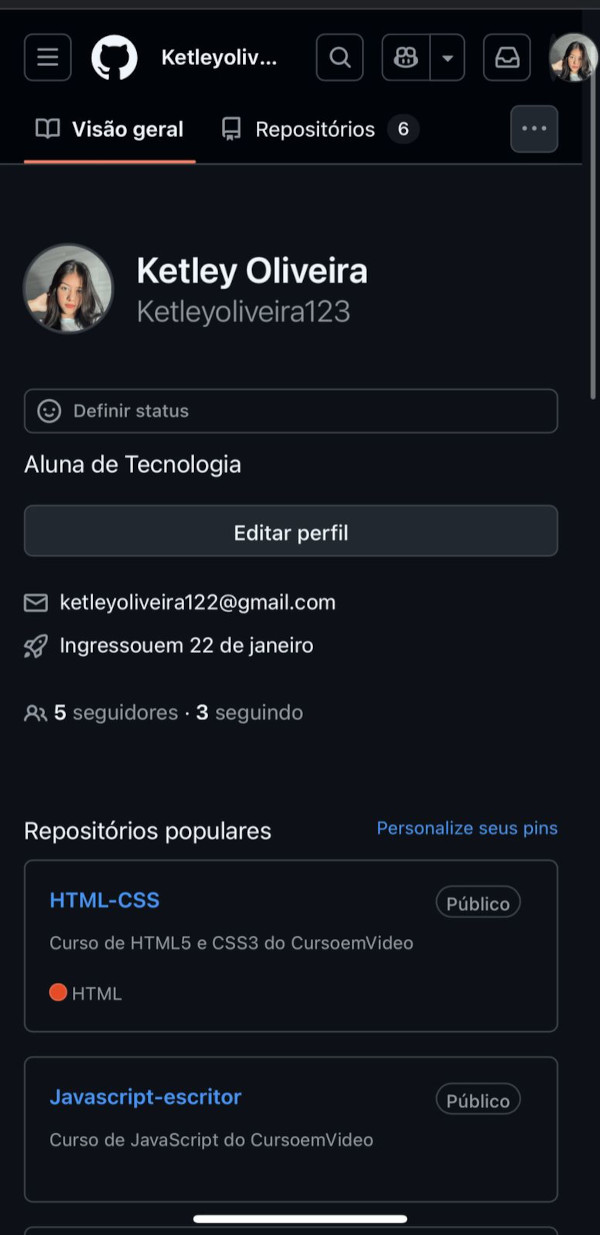 Ketleyoliv...
Visão geral
Repositórios 6
Ketley Oliveira
Ketleyoliveira123
Definir status
Aluna de Tecnologia
Editar perfil
ketleyoliveira122@gmail.com
Ingressouem 22 de janeiro
5 seguidores · 3 seguindo
Repositórios populares
Personalize seus pins
HTML-CSS
Público
Curso de HTML5 e CSS3 do CursoemVideo
HTML
Javascript-escritor
Público
Curso de JavaScript do CursoemVideo